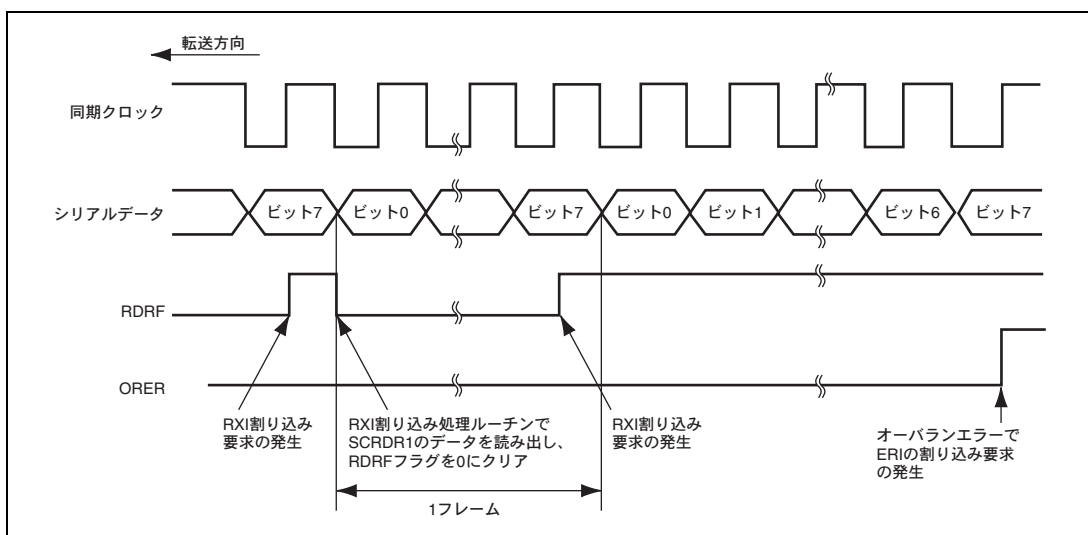 転送方向
同期クロック
シリアルデータ
ビット7
ビット0
ビット7
ビット0
ビット1
ビット6
ビット7
RDRF
ORER
RXI割り込み
要求の発生
RXI割り込み処理ルーチンで
SCRDR1のデータを読み出し、
RDRFフラグを0にクリア
RXI割り込み
要求の発生
オーバランエラーで
ERIの割り込み要求
の発生
1フレーム